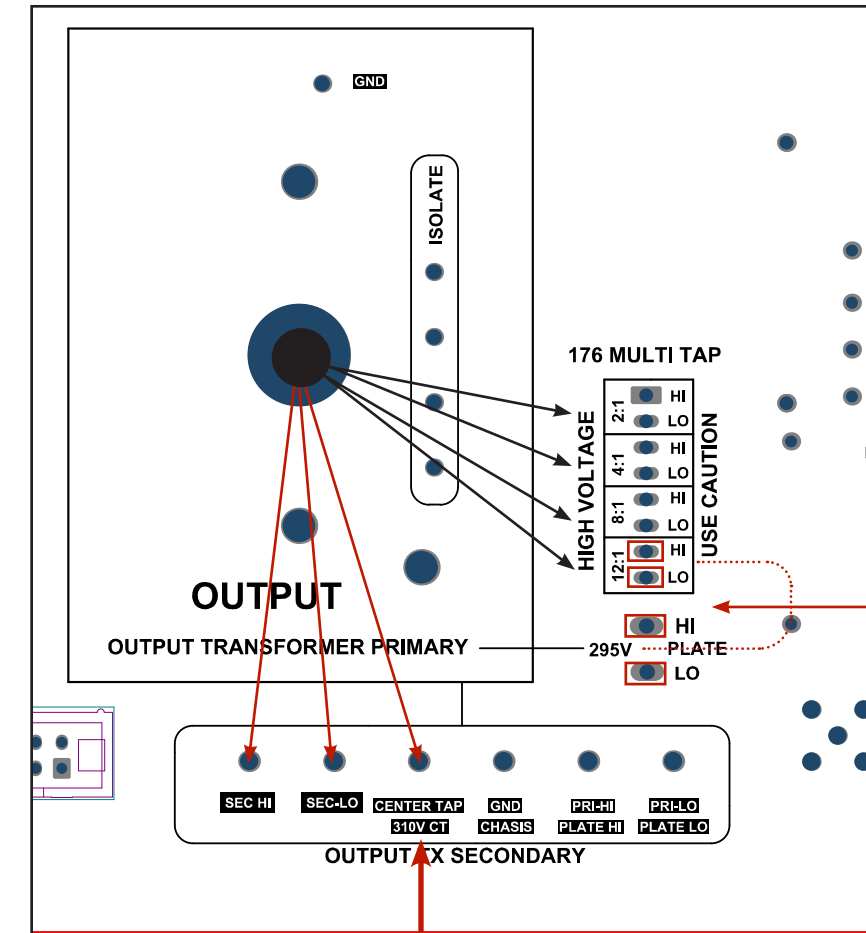 GND
ISOLATE
176 MULTI TAP
HIGH VOLTAGE
USE CAUTION
2:1
HI
LO
4:1
HI
LO
8:1
HI
LO
12:1
HI
LO
OUTPUT
OUTPUT TRANSFORMER PRIMARY
295V
HI
PLATE
LO
SEC HI
SEC-LO
CENTER TAP
310V CT
GND
CHASIS
PRI-HI
PLATE HI
PRI-LO
PLATE LO
OUTPUT TX SECONDARY